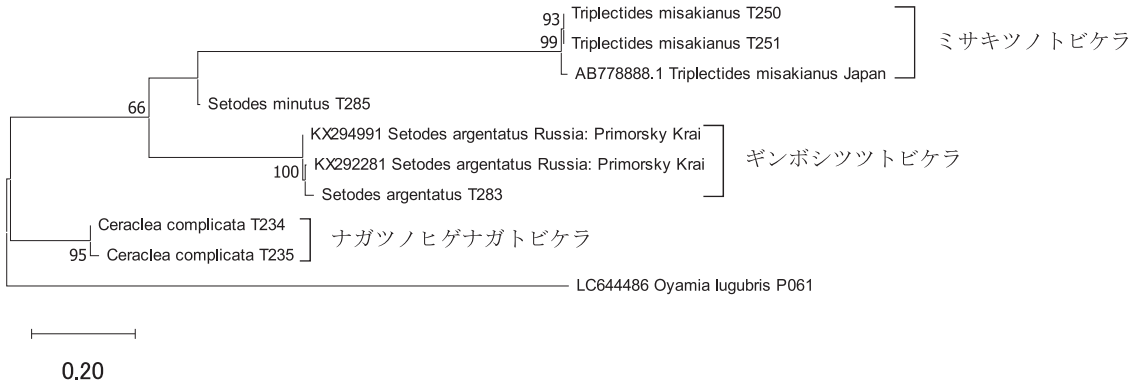 93
Triplectides misakianus T250
99
Triplectides misakianus T251
AB778888.1 Triplectides misakianus Japan
ミサキツノトビケラ
66
Setodes minutus T285
KX294991 Setodes argentatus Russia: Primorsky Krai
KX292281 Setodes argentatus Russia: Primorsky Krai
100
Setodes argentatus T283
ギンボシツツトビケラ
Ceraclea complicata T234
95
Ceraclea complicata T235
ナガツノヒゲナガトビケラ
LC644486 Oyamia lugubris P061
0.20